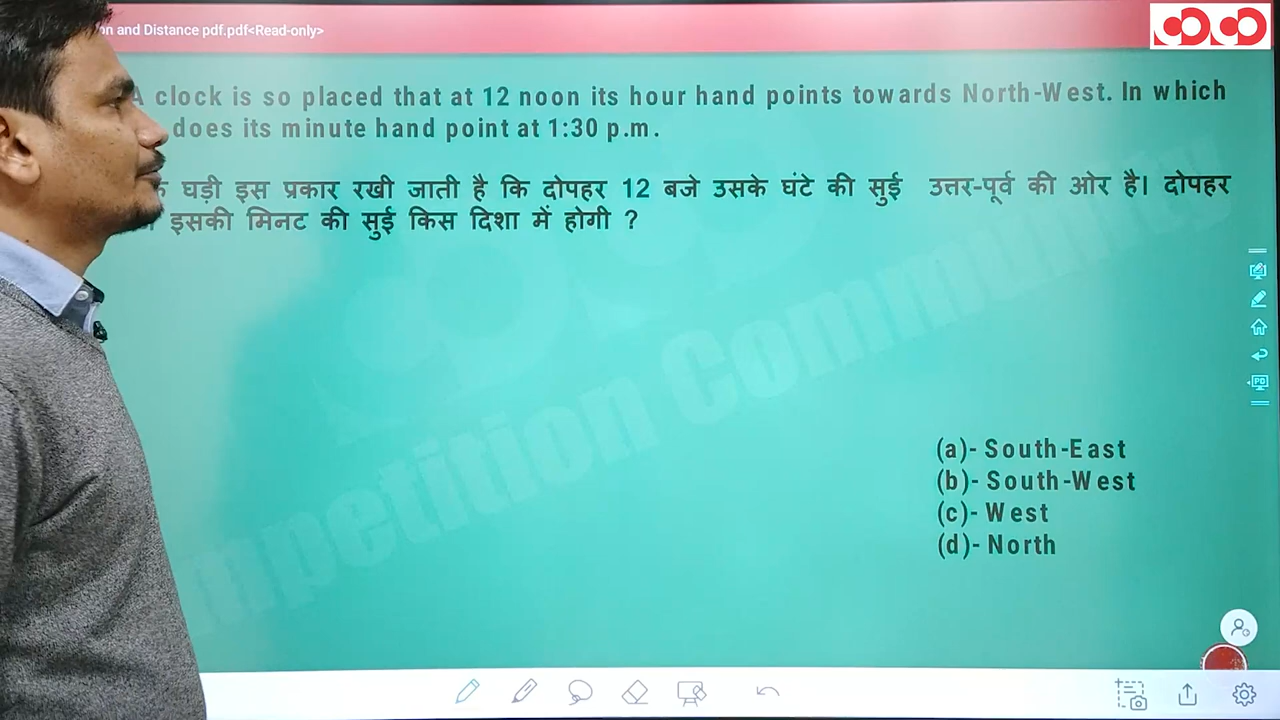 on and Distance pdf.pdf<Read-only>
A clock is so placed that at 12 noon its hour hand points towards North-West. In which
does its minute hand point at 1:30 p.m.
घड़ी इस प्रकार रखी जाती है कि दोपहर 12 बजे उसके घंटे की सुई उत्तर-पूर्व की ओर है। दोपहर
इसकी मिनट की सुई किस दिशा में होगी ?
mpetition Community
(a)- South-East
(b)- South-West
(c)- West
(d)- North